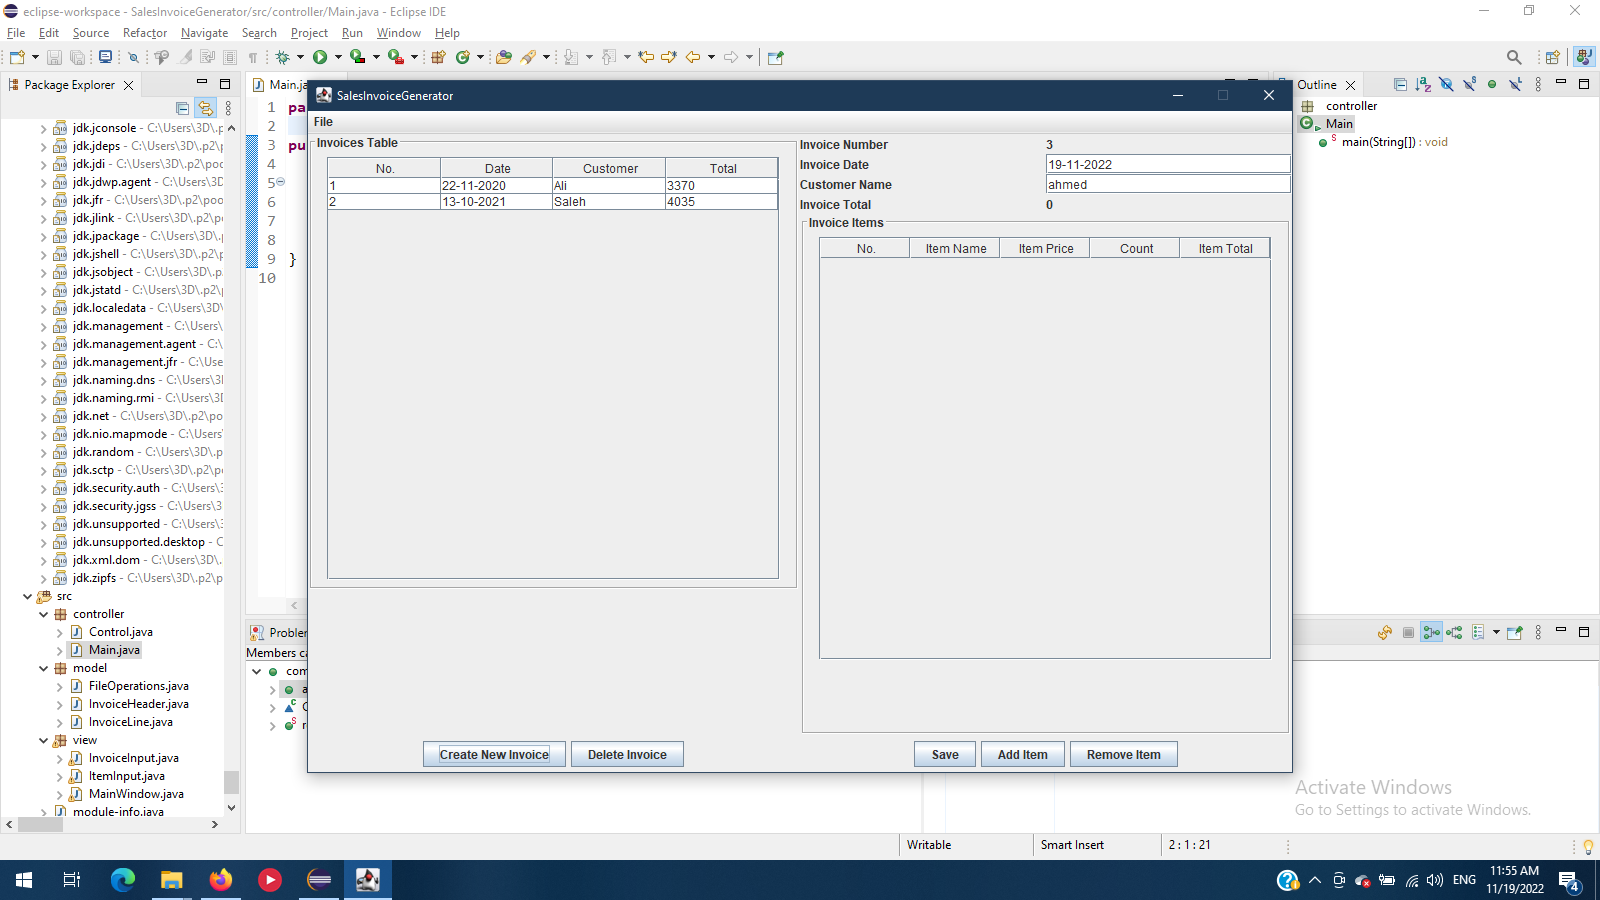 eclipse-workspace - SalesInvoiceGenerator/src/controller/Main.java - Eclipse IDE
File Edit Source Refactor Navigate Search Project Run Window Help
Package Explorer
jdk.jconsole - C:\Users\3D\.p
jdk.jdeps - C:\Users\3D\.p2\p
jdk.jdi - C:\Users\3D\.p2\poo
jdk.jdwp.agent - C:\Users\3D
jdk.jfr - C:\Users\3D\.p2\poo
jdk.jlink - C:\Users\3D\.p2\po
jdk.jpackage - C:\Users\3D\.p
jdk.jshell - C:\Users\3D\.p2\p
jdk.jsobject - C:\Users\3D\.p
jdk.jstatd - C:\Users\3D\.p2\
jdk.localedata - C:\Users\3D\
jdk.management - C:\Users\
jdk.management.agent - C:\
jdk.management.jfr - C:\Use
jdk.naming.dns - C:\Users\3
jdk.naming.rmi - C:\Users\3D
jdk.net - C:\Users\3D\.p2\poo
jdk.nio.mapmode - C:\Users
jdk.random - C:\Users\3D\.p
jdk.sctp - C:\Users\3D\.p2\p
jdk.security.auth - C:\Users\
jdk.security.jgss - C:\Users\3
jdk.unsupported - C:\Users\
jdk.unsupported.desktop - C
jdk.xml.dom - C:\Users\3D\.
jdk.zipfs - C:\Users\3D\.p2\p
src
controller
Control.java
Main.java
model
FileOperations.java
InvoiceHeader.java
InvoiceLine.java
view
InvoiceInput.java
ItemInput.java
MainWindow.java
module-info.java
Main.ja
1 pa
2
3 pu
4
5
6
7
8
9 }
10
Problem
Members ca
com
a
SalesInvoiceGenerator
File
Invoices Table
No. Date Customer Total
1 22-11-2020 Ali 3370
2 13-10-2021 Saleh 4035
Create New Invoice Delete Invoice
Invoice Number 3
Invoice Date 19-11-2022
Customer Name ahmed
Invoice Total 0
Invoice Items
No. Item Name Item Price Count Item Total
Save Add Item Remove Item
Outline
controller
Main
main(String[]) : void
Activate Windows
Go to Settings to activate Windows.
Writable Smart Insert 2 : 1 : 21
ENG 11:55 AM
11/19/2022
4